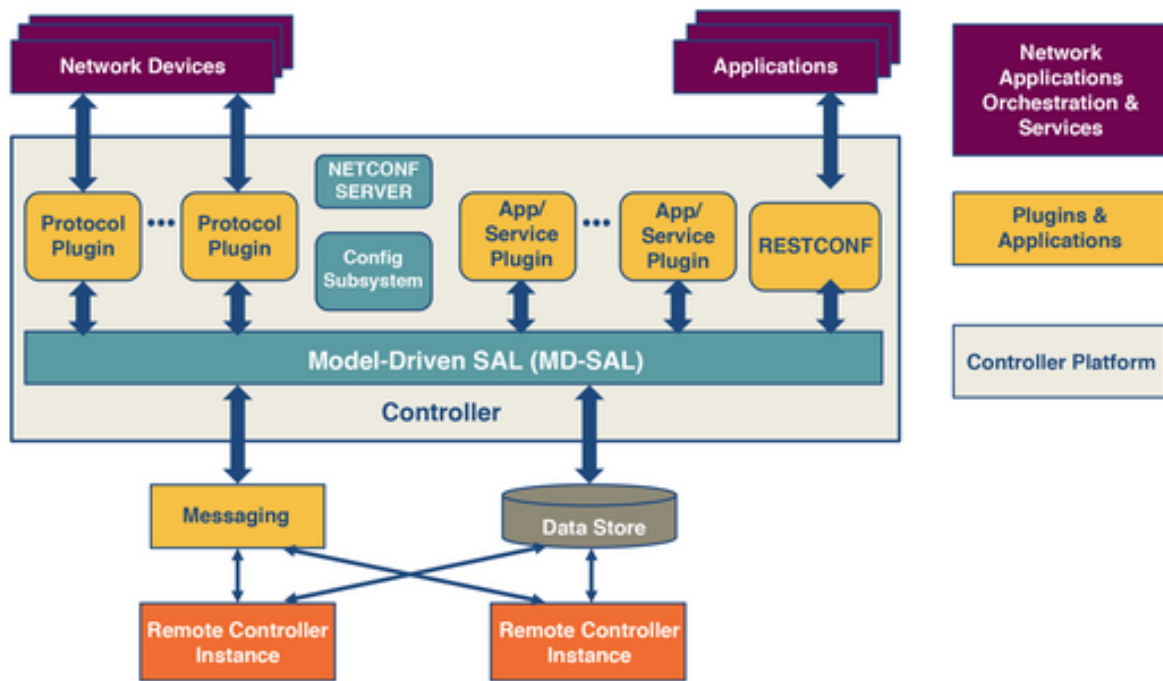 Network Devices
Applications
Network
Applications
Orchestration &
Services
NETCONF
SERVER
Protocol
Plugin
•••
Protocol
Plugin
Config
Subsystem
App/
Service
Plugin
•••
App/
Service
Plugin
RESTCONF
Plugins &
Applications
Model-Driven SAL (MD-SAL)
Controller
Controller Platform
Messaging
Data Store
Remote Controller
Instance
Remote Controller
Instance